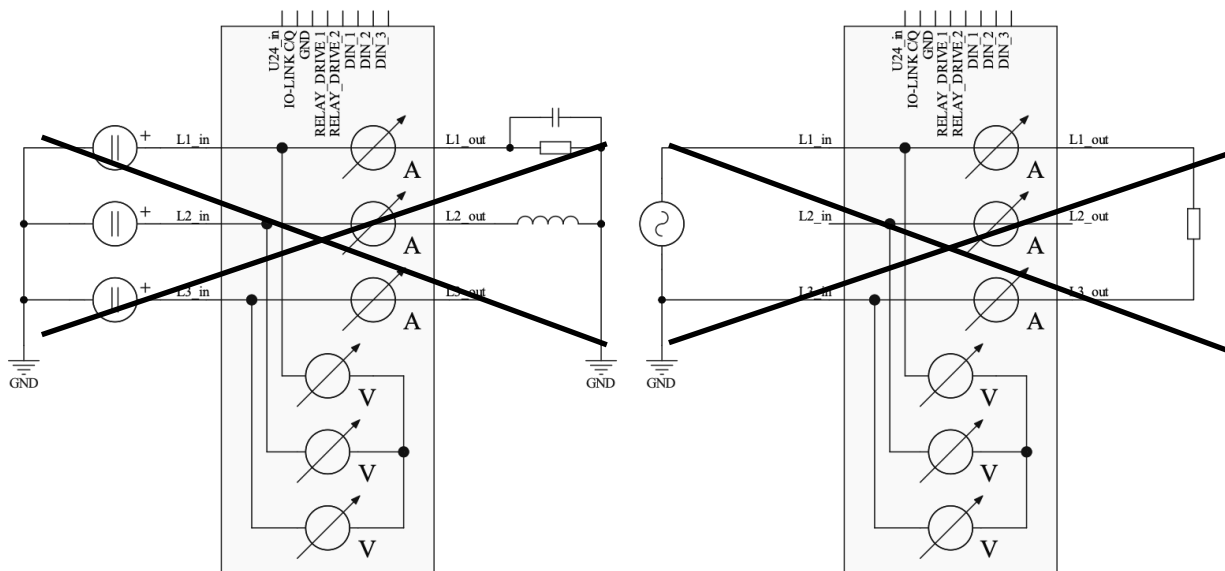 U24_in
IO-LINK CQ
GND
RELAY_DRIVE_1
RELAY_DRIVE_2
DIN_1
DIN_2
DIN_3
+
L1_in
L1_out
A
+
L2_in
L2_out
A
+
L3_in
L3_out
A
GND
GND
V
V
V
U24_in
IO-LINK CQ
GND
RELAY_DRIVE_1
RELAY_DRIVE_2
DIN_1
DIN_2
DIN_3
L1_in
L1_out
A
L2_in
L2_out
A
L3_in
L3_out
A
GND
V
V
V